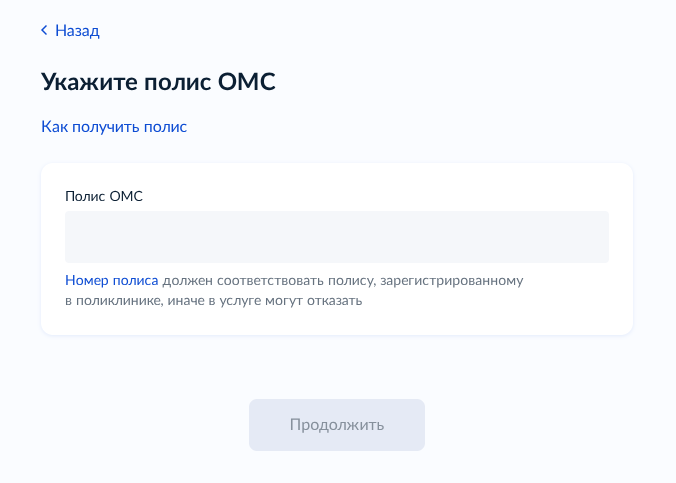 Назад
Укажите полис ОМС
Как получить полис
Полис ОМС
Номер полиса должен соответствовать полису, зарегистрированному
в поликлинике, иначе в услуге могут отказать
Продолжить